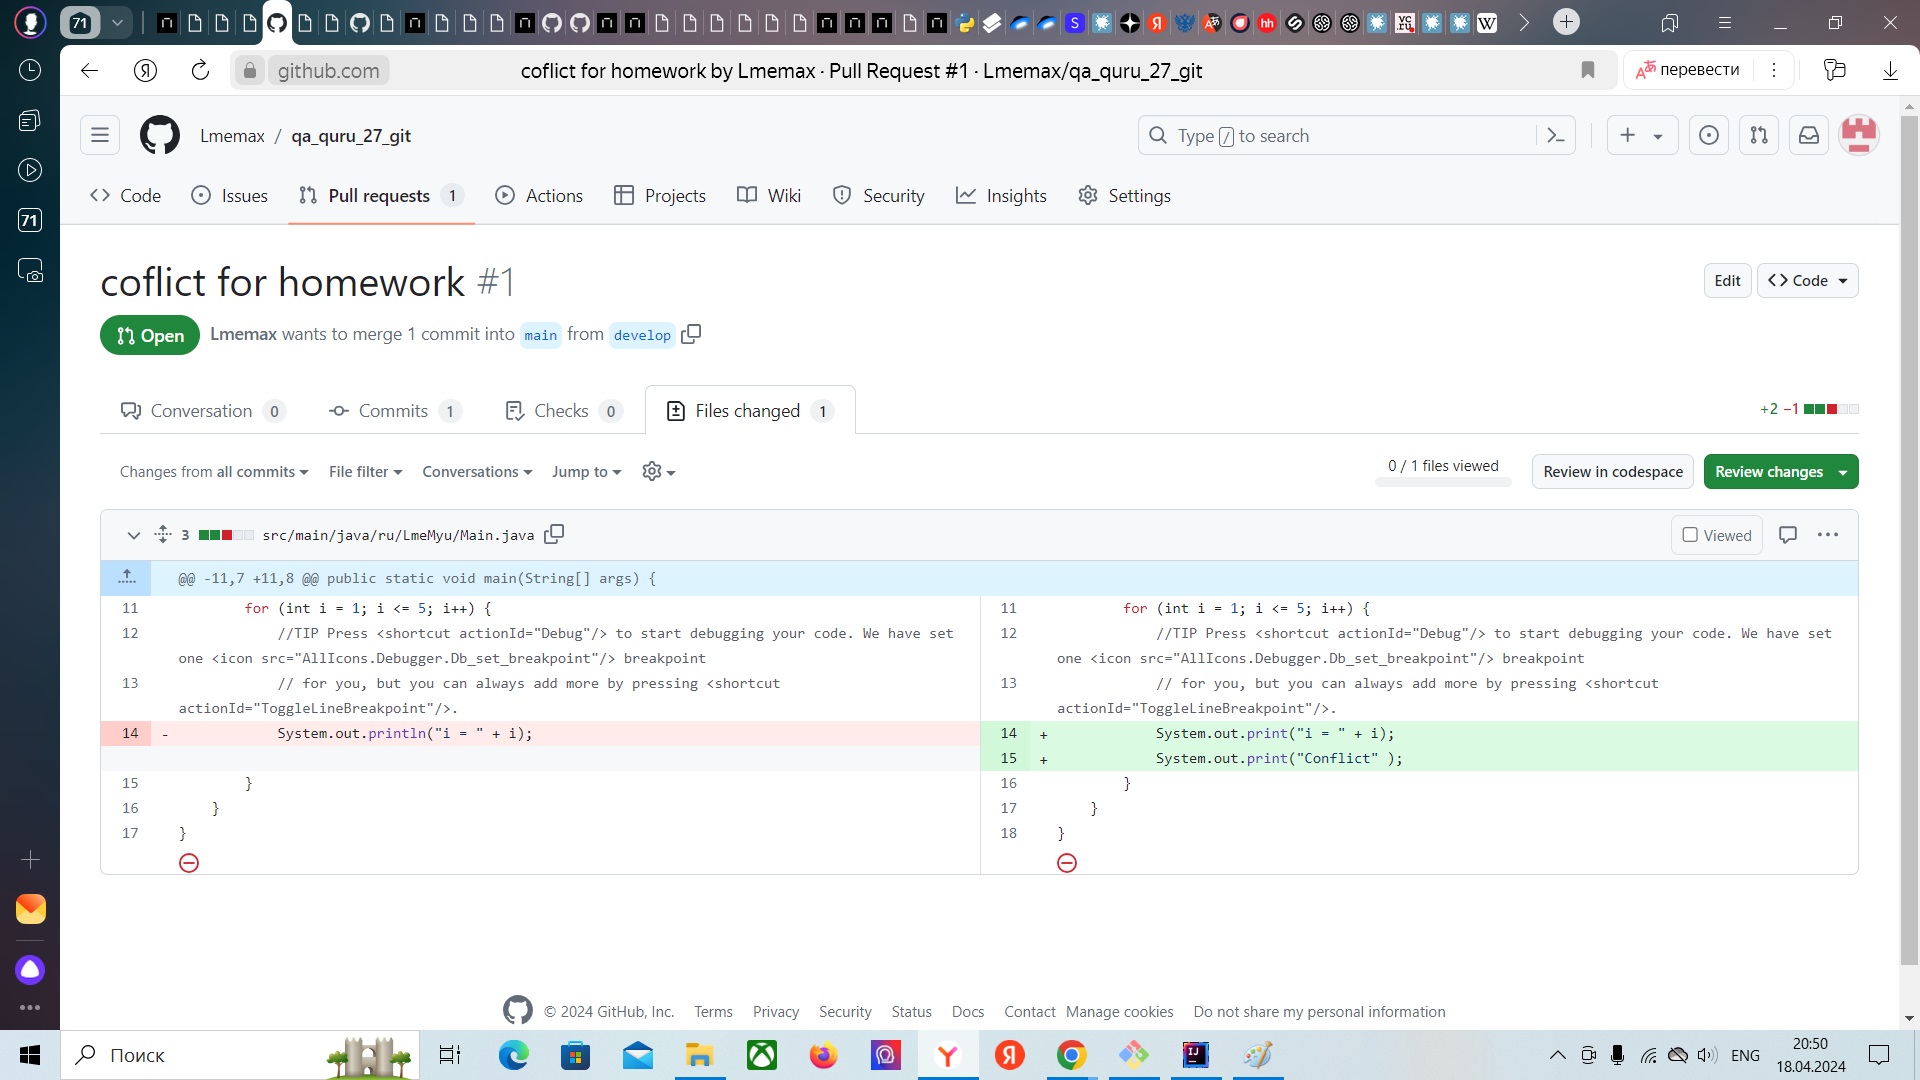 71
github.com
coflict for homework by Lmemax · Pull Request #1 · Lmemax/qa_quru_27_git
перевести
71
Lmemax / qa_quru_27_git
Type / to search
Code
Issues
Pull requests 1
Actions
Projects
Wiki
Security
Insights
Settings
coflict for homework #1
Edit
<> Code
Open
Lmemax wants to merge 1 commit into main from develop
Conversation 0
Commits 1
Checks 0
Files changed 1
+2 −1
Changes from all commits
File filter
Conversations
Jump to
0 / 1 files viewed
Review in codespace
Review changes
3 src/main/java/ru/LmeMyu/Main.java
Viewed
@@ -11,7 +11,8 @@ public static void main(String[] args) {
11 for (int i = 1; i <= 5; i++) {
12 //TIP Press <shortcut actionId="Debug"/> to start debugging your code. We have set
one <icon src="AllIcons.Debugger.Db_set_breakpoint"/> breakpoint
13 // for you, but you can always add more by pressing <shortcut
actionId="ToggleLineBreakpoint"/>.
14 - System.out.println("i = " + i);
15 }
16 }
17 }
11 for (int i = 1; i <= 5; i++) {
12 //TIP Press <shortcut actionId="Debug"/> to start debugging your code. We have set
one <icon src="AllIcons.Debugger.Db_set_breakpoint"/> breakpoint
13 // for you, but you can always add more by pressing <shortcut
actionId="ToggleLineBreakpoint"/>.
14 + System.out.print("i = " + i);
15 + System.out.print("Conflict" );
16 }
17 }
18 }
© 2024 GitHub, Inc.
Terms
Privacy
Security
Status
Docs
Contact
Manage cookies
Do not share my personal information
Поиск
ENG
20:50
18.04.2024